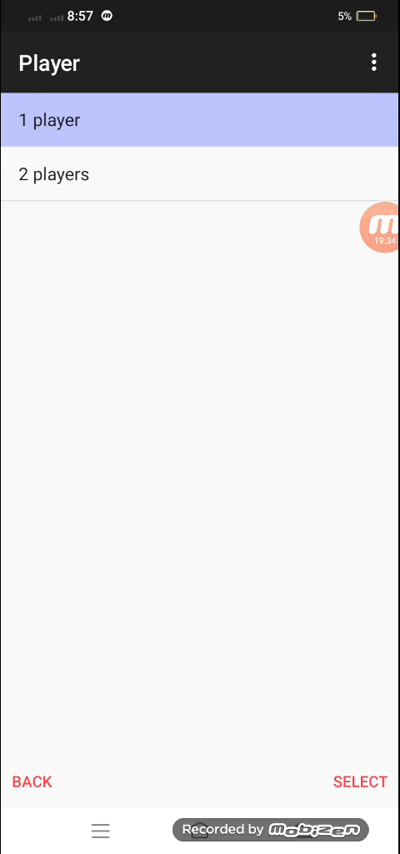 8:57
5%
Player
1 player
2 players
19:34
BACK
SELECT
Recorded by mobizen